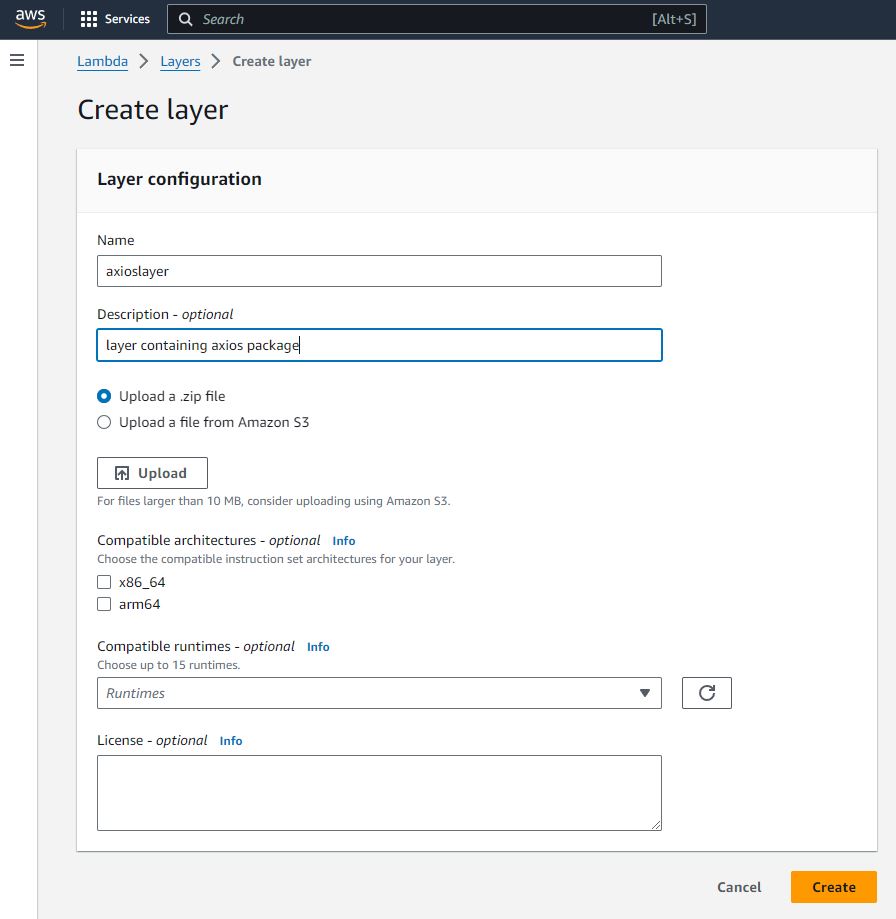 aws
Services
Search [Alt+S]
Lambda > Layers > Create layer
Create layer
Layer configuration
Name
axioslayer
Description - optional
layer containing axios package
Upload a .zip file
Upload a file from Amazon S3
Upload
For files larger than 10 MB, consider uploading using Amazon S3.
Compatible architectures - optional Info
Choose the compatible instruction set architectures for your layer.
x86_64
arm64
Compatible runtimes - optional Info
Choose up to 15 runtimes.
Runtimes
License - optional Info
Cancel Create